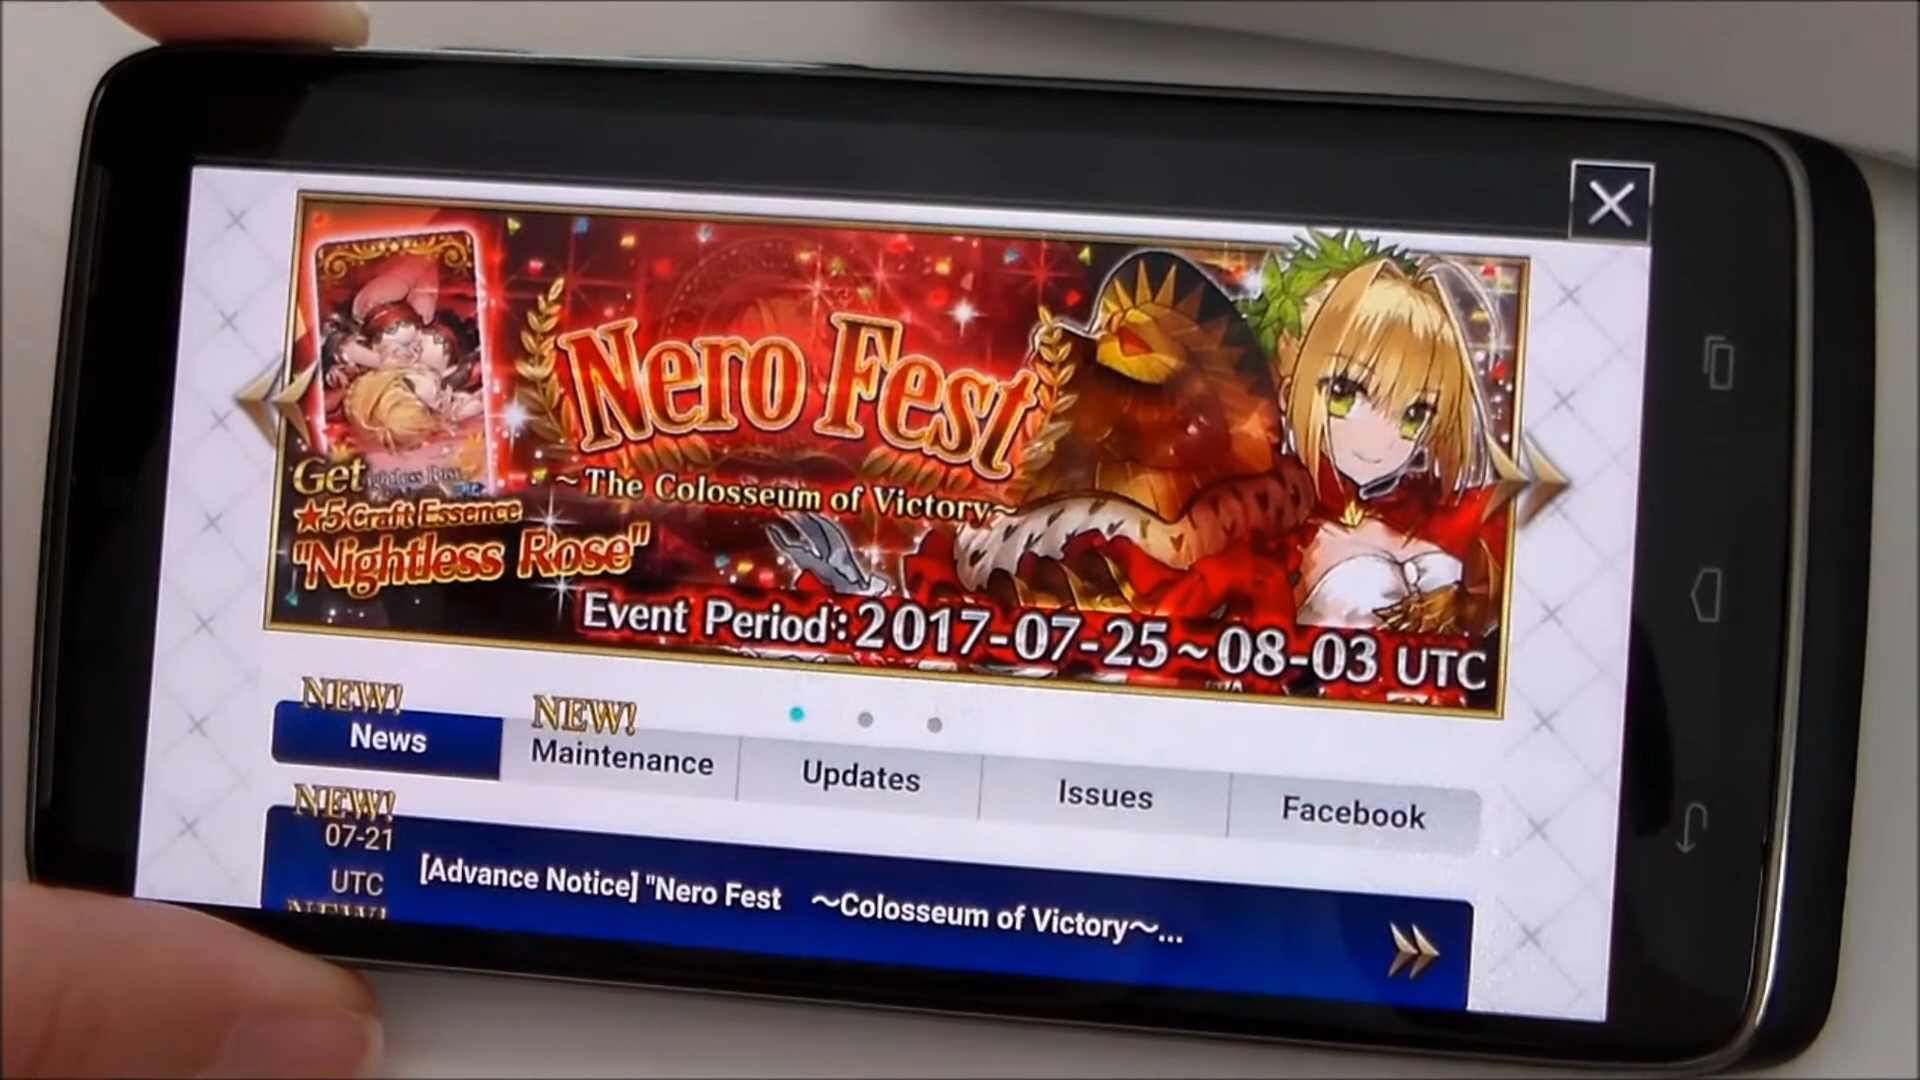 Nero Fest
~The Colosseum of Victory~
Get
★5 Craft Essence
"Nightless Rose"
Event Period:2017-07-25~08-03 UTC
NEW!
NEW!
News
Maintenance
Updates
Issues
Facebook
NEW!
07-21
UTC
[Advance Notice] "Nero Fest ～Colosseum of Victory～...
NEW!